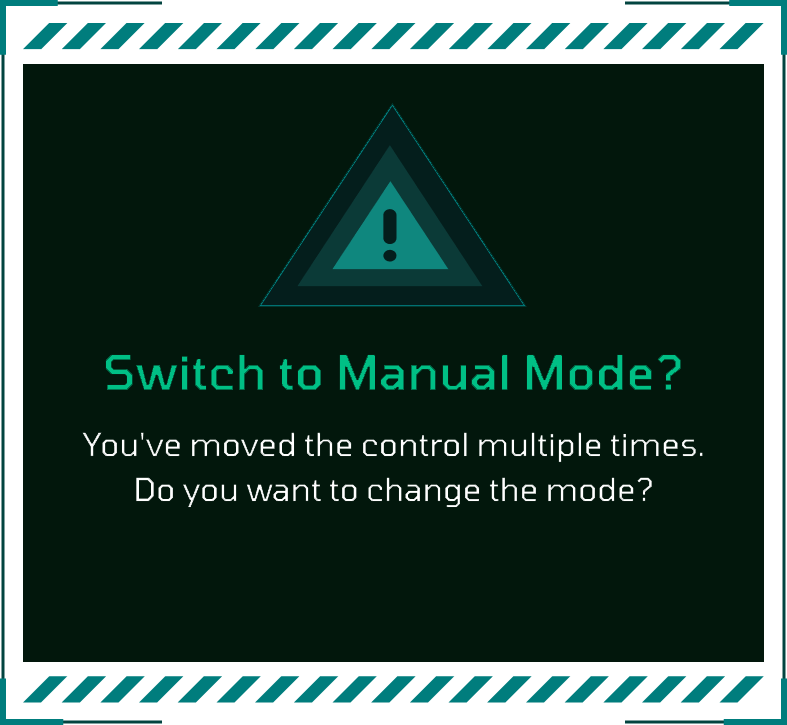 Switch to Manual Mode?
You've moved the control multiple times.
Do you want to change the mode?